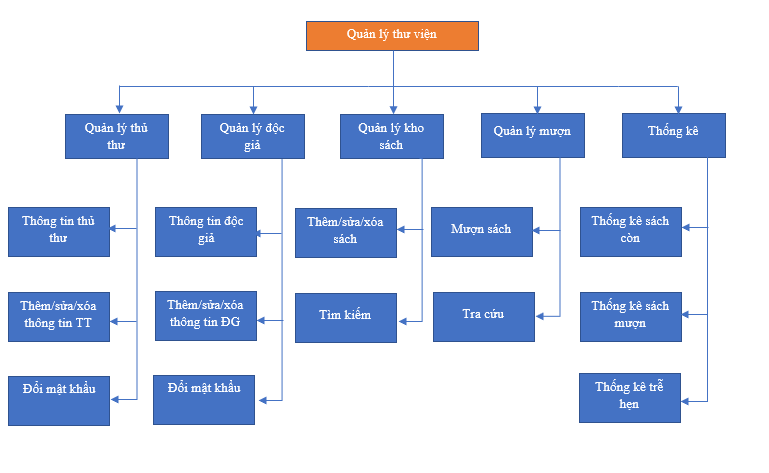 Quản lý thư viện
Quản lý thủ
thư
Quản lý độc
giả
Quản lý kho
sách
Quản lý mượn
Thống kê
Thông tin thủ
thư
Thông tin độc
giả
Thêm/sửa/xóa
sách
Mượn sách
Thống kê sách
còn
Thêm/sửa/xóa
thông tin TT
Thêm/sửa/xóa
thông tin ĐG
Tìm kiếm
Tra cứu
Thống kê sách
mượn
Đổi mật khẩu
Đổi mật khẩu
Thống kê trễ
hẹn